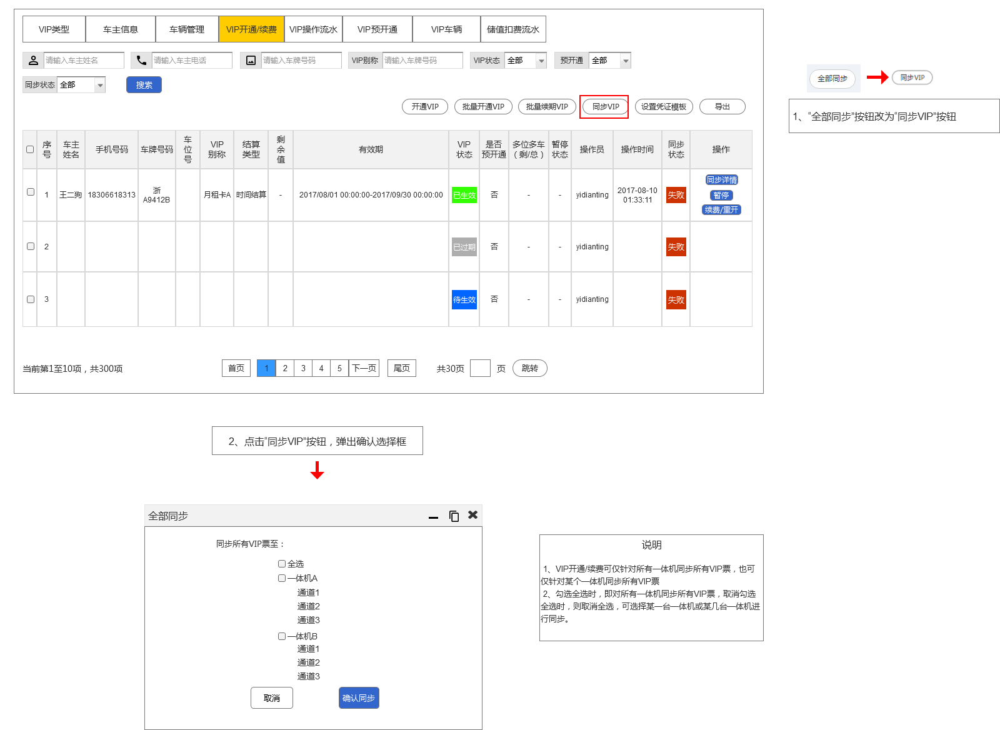 VIP类型 车主信息 车辆管理 VIP开通/续费 VIP操作流水 VIP预开通 VIP车辆 储值扣费流水
请输入车主姓名 请输入车主电话 请输入车牌号码 VIP别称 请输入车牌号码 VIP状态 全部 预开通 全部
同步状态 全部 搜索
开通VIP 批量开通VIP 批量续期VIP 同步VIP 设置凭证模板 导出
全部同步 同步VIP
1、“全部同步”按钮改为“同步VIP”按钮
序号 车主姓名 手机号码 车牌号码 车位号 VIP别称 结算类型 剩余值 有效期 VIP状态 是否预开通 多位多车（剩/总） 暂停状态 操作员 操作时间 同步状态 操作
1 王二狗 18306618313 浙A9412B 月租卡A 时间结算 - 2017/08/01 00:00:00-2017/09/30 00:00:00 已生效 否 - - yidianting 2017-08-10 01:33:11 失败 同步详情
暂停
续费/重开
2 已过期 否 - - yidianting 失败
3 待生效 否 - - yidianting 失败
当前第1至10项，共300项 首页 1 2 3 4 5 下一页 尾页 共30页 页 跳转
2、点击“同步VIP”按钮，弹出确认选择框
全部同步
同步所有VIP票至：
全选
一体机A
通道1
通道2
通道3
一体机B
通道1
通道2
通道3
取消 确认同步
说明
1、VIP开通/续费可仅针对所有一体机同步所有VIP票，也可
仅针对某个一体机同步所有VIP票
2、勾选全选时，即对所有一体机同步所有VIP票，取消勾选
全选时，则取消全选，可选择某一台一体机或某几台一体机进
行同步。